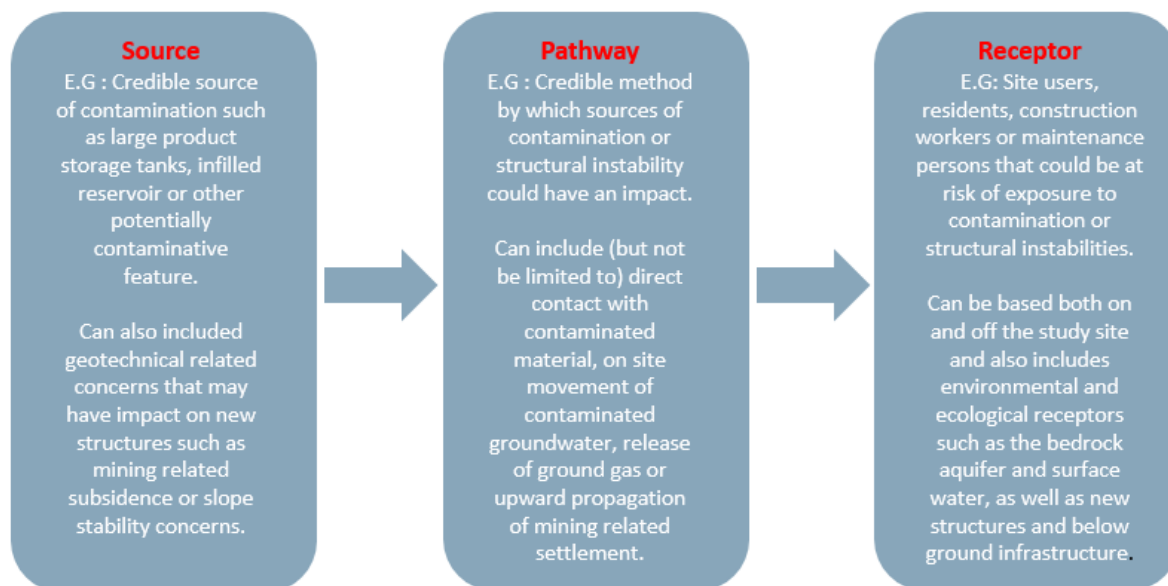 Source
E.G : Credible source
of contamination such
as large product
storage tanks, infilled
reservoir or other
potentially
contaminative
feature.
Can also included
geotechnical related
concerns that may
have impact on new
structures such as
mining related
subsidence or slope
stability concerns.
Pathway
E.G : Credible method
by which sources of
contamination or
structural instability
could have an impact.
Can include (but not
be limited to) direct
contact with
contaminated
material, on site
movement of
contaminated
groundwater, release
of ground gas or
upward propagation
of mining related
settlement.
Receptor
E.G: Site users,
residents, construction
workers or maintenance
persons that could be at
risk of exposure to
contamination or
structural instabilities.
Can be based both on
and off the study site
and also includes
environmental and
ecological receptors
such as the bedrock
aquifer and surface
water, as well as new
structures and below
ground infrastructure.